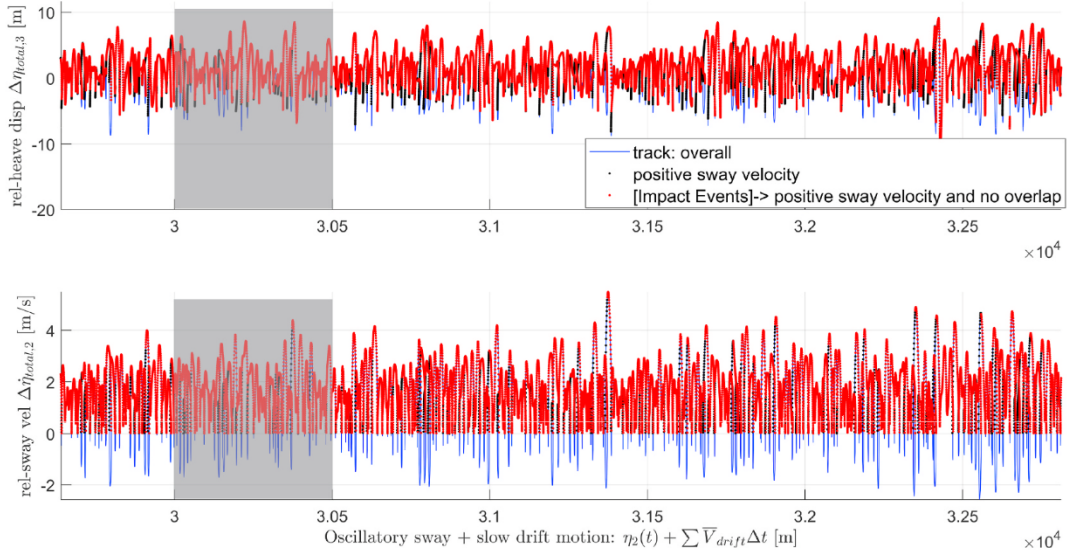 10
0
-10
-20
rel-heave disp Δη_{total,3} [m]
track: overall
positive sway velocity
[Impact Events]-> positive sway velocity and no overlap
3 3.05 3.1 3.15 3.2 3.25
×10^4
4
2
0
-2
rel-sway vel Δη̇_{total,2} [m/s]
3 3.05 3.1 3.15 3.2 3.25
×10^4
Oscillatory sway + slow drift motion: η_2(t) + ∑ V̅_{drift}Δt [m]